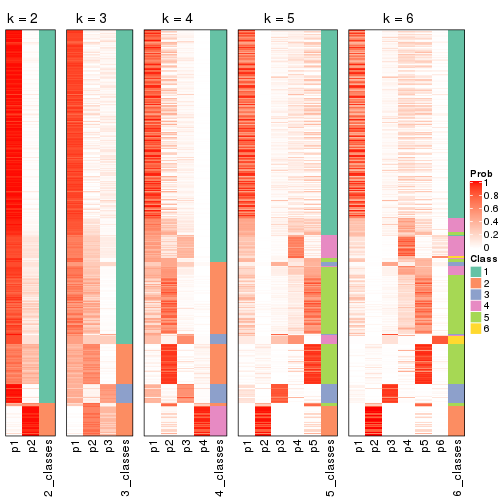 k = 2
k = 3
k = 4
k = 5
k = 6
p1
p2
2_classes
p1
p2
p3
3_classes
p1
p2
p3
p4
4_classes
p1
p2
p3
p4
p5
5_classes
p1
p2
p3
p4
p5
p6
6_classes
Prob
1
0.8
0.6
0.4
0.2
0
Class
1
2
3
4
5
6